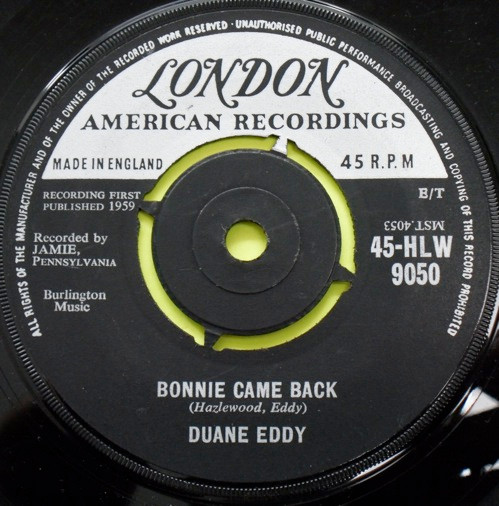 ALL RIGHTS OF THE MANUFACTURER AND OF THE OWNER OF THE RECORDED WORK RESERVED · UNAUTHORISED PUBLIC PERFORMANCE BROADCASTING AND COPYING OF THIS RECORD PROHIBITED
LONDON
AMERICAN RECORDINGS
MADE IN ENGLAND
45 R.P.M
RECORDING FIRST
PUBLISHED 1959
B/T
MST.4053
Recorded by
JAMIE,
PENNSYLVANIA
45-HLW
9050
Burlington
Music
BONNIE CAME BACK
(Hazlewood, Eddy)
DUANE EDDY